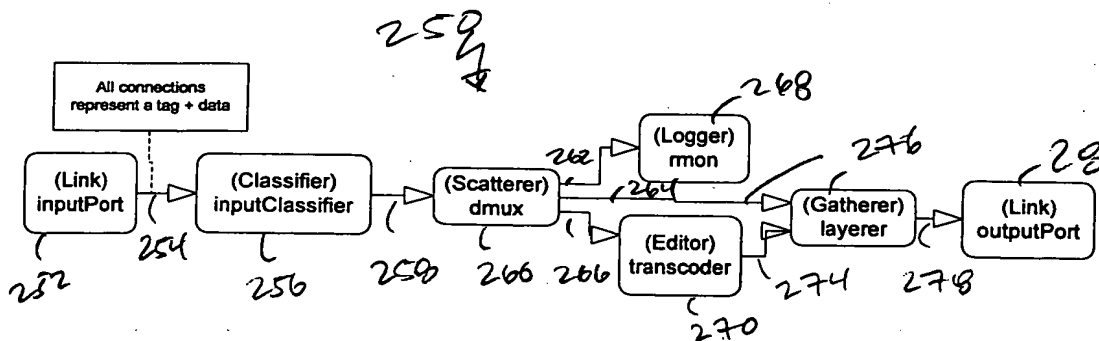 250
All connections
represent a tag + data
268
(Logger)
rmon
276
28
(Link)
inputPort
(Classifier)
inputClassifier
(Scatterer)
dmux
262
264
(Gatherer)
layerer
(Link)
outputPort
(Editor)
transcoder
252
254
256
258
260
266
270
274
278